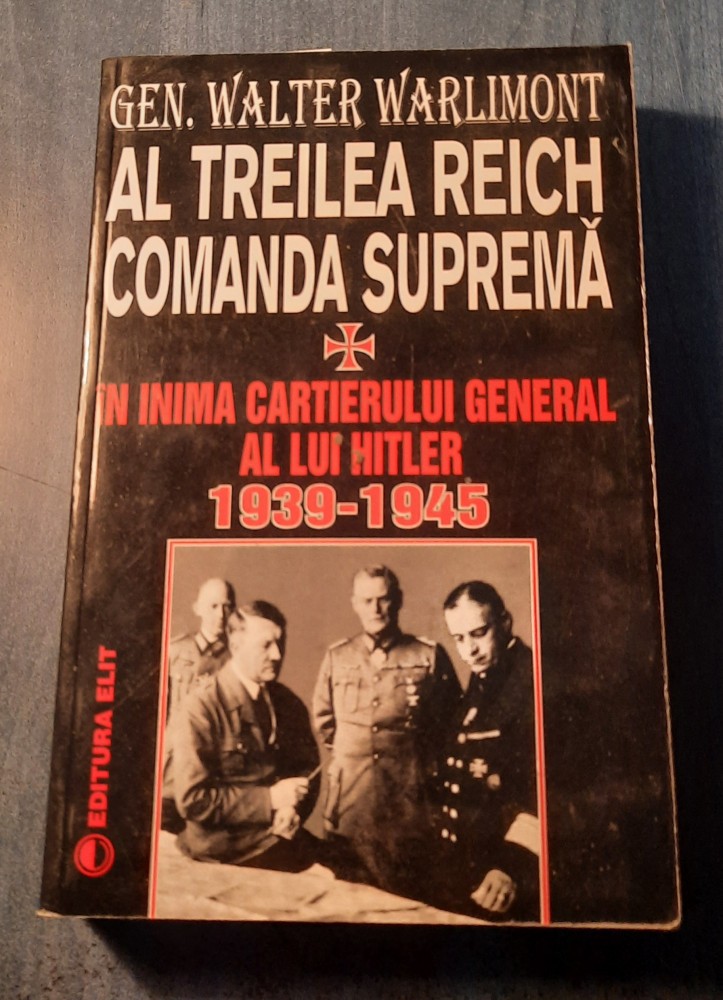 GEN. WALTER WARLIMONT
AL TREILEA REICH
COMANDA SUPREMĂ
ÎN INIMA CARTIERULUI GENERAL
AL LUI HITLER
1939-1945
EDITURA ELIT